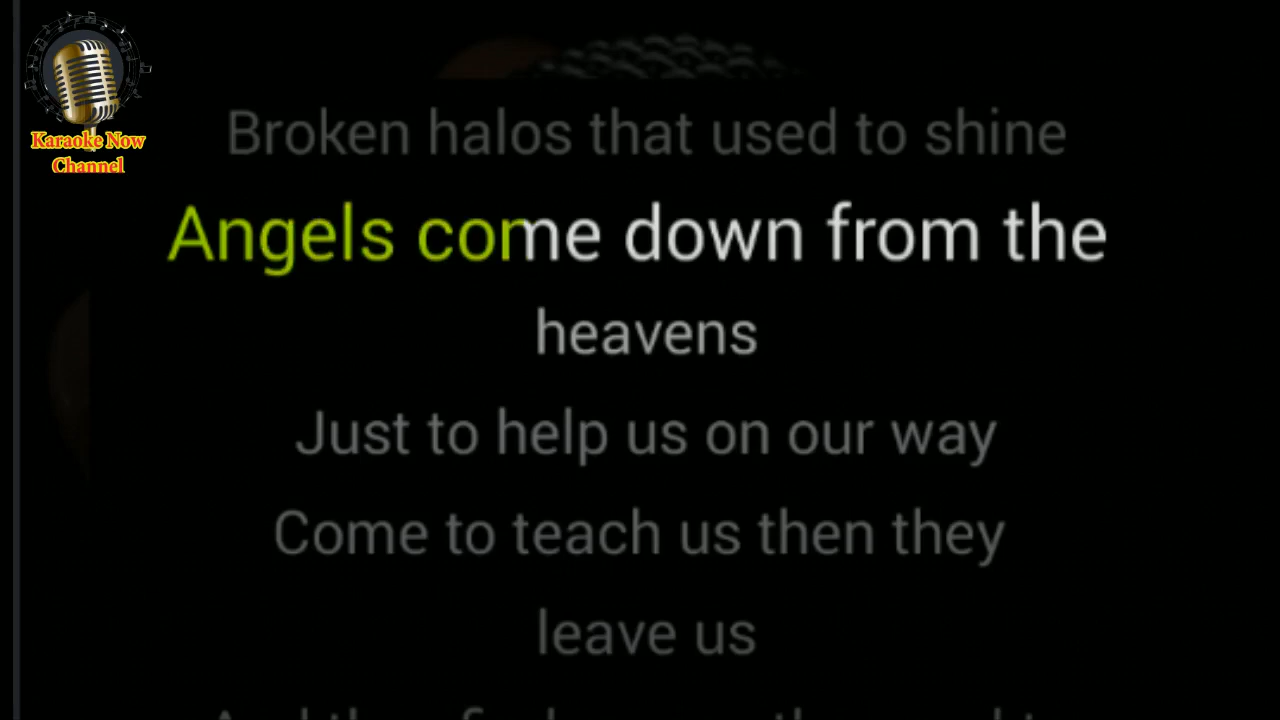 Karaoke Now
Channel
Broken halos that used to shine
Angels come down from the
heavens
Just to help us on our way
Come to teach us then they
leave us